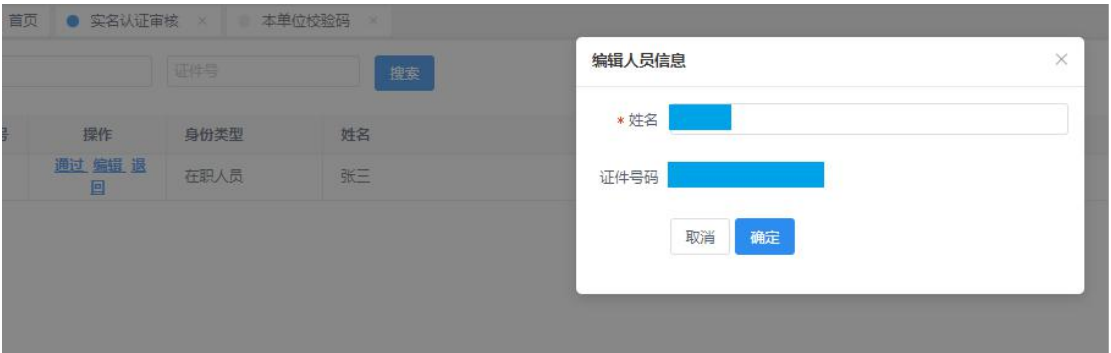 首页 实名认证审核 × 本单位校验码 ×
证件号 搜索
操作 身份类型 姓名
通过 编辑 退
回 在职人员 张三
编辑人员信息 ×
* 姓名
证件号码
取消 确定